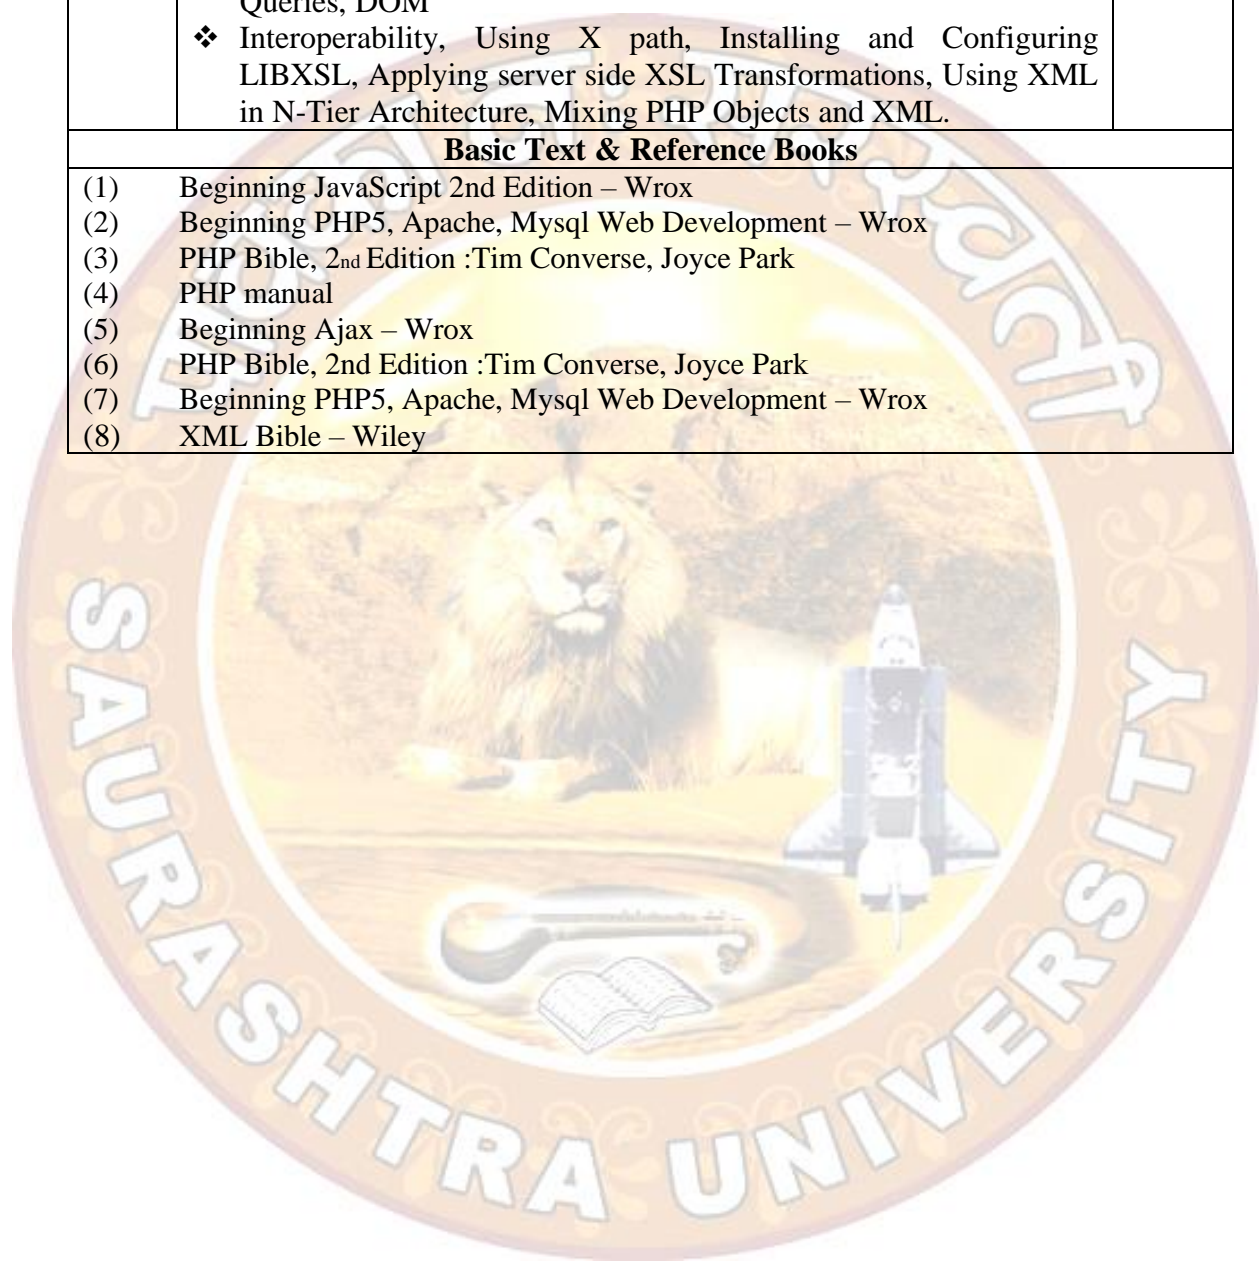 Queries, DOM
❖ Interoperability, Using X path, Installing and Configuring
LIBXSL, Applying server side XSL Transformations, Using XML
in N-Tier Architecture, Mixing PHP Objects and XML.
Basic Text & Reference Books
(1) Beginning JavaScript 2nd Edition – Wrox
(2) Beginning PHP5, Apache, Mysql Web Development – Wrox
(3) PHP Bible, 2nd Edition :Tim Converse, Joyce Park
(4) PHP manual
(5) Beginning Ajax – Wrox
(6) PHP Bible, 2nd Edition :Tim Converse, Joyce Park
(7) Beginning PHP5, Apache, Mysql Web Development – Wrox
(8) XML Bible – Wiley
SAURASHTRA UNIVERSITY